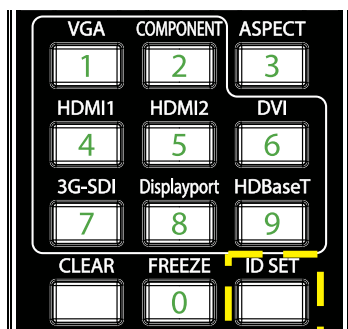 VGA COMPONENT ASPECT
1 2 3
HDMI1 HDMI2 DVI
4 5 6
3G-SDI Displayport HDBaseT
7 8 9
CLEAR FREEZE ID SET
0